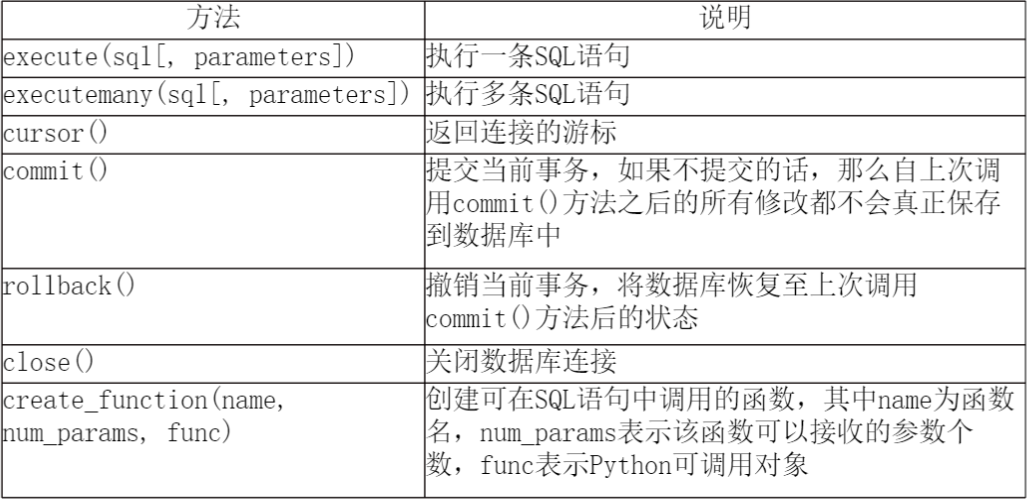 方法 说明
execute(sql[, parameters]) 执行一条SQL语句
executemany(sql[, parameters]) 执行多条SQL语句
cursor() 返回连接的游标
commit() 提交当前事务，如果不提交的话，那么自上次调
用commit()方法之后的所有修改都不会真正保存
到数据库中
rollback() 撤销当前事务，将数据库恢复至上次调用
commit()方法后的状态
close() 关闭数据库连接
create_function(name, 创建可在SQL语句中调用的函数，其中name为函数
num_params, func) 名，num_params表示该函数可以接收的参数个
数，func表示Python可调用对象